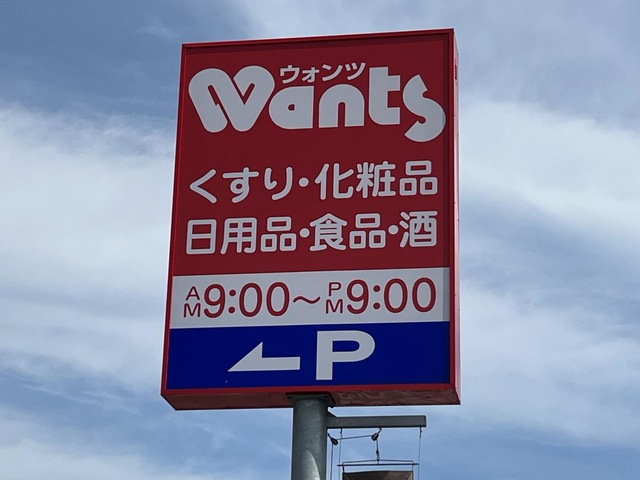 ウォンツ
Wants
くすり・化粧品
日用品・食品・酒
AM9:00～PM9:00
P